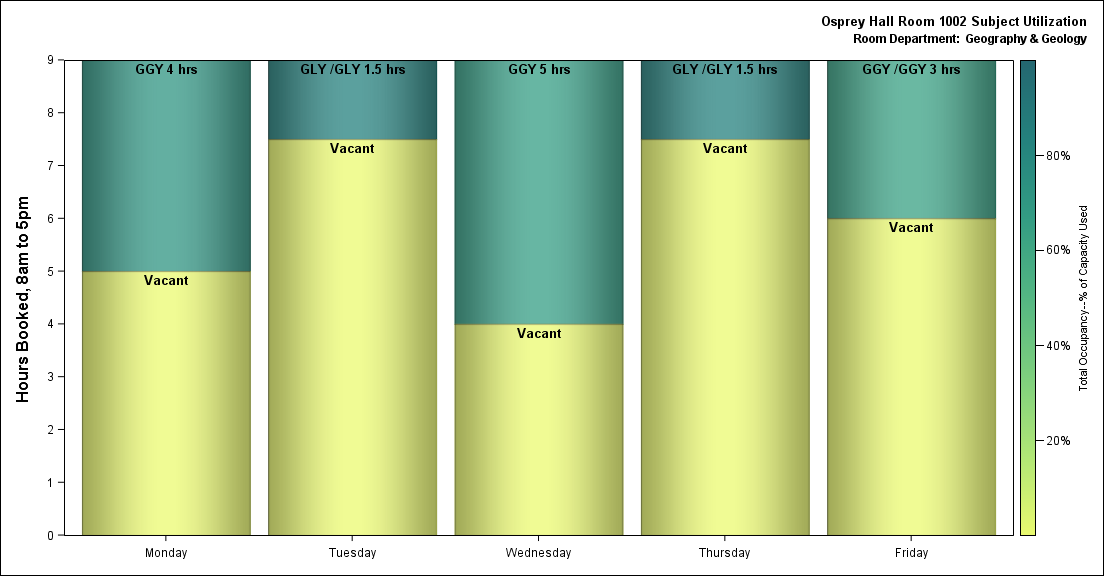 Osprey Hall Room 1002 Subject Utilization
Room Department: Geography & Geology
Hours Booked, 8am to 5pm
9
8
7
6
5
4
3
2
1
0
GGY 4 hrs
Vacant
GLY /GLY 1.5 hrs
Vacant
GGY 5 hrs
Vacant
GLY /GLY 1.5 hrs
Vacant
GGY /GGY 3 hrs
Vacant
Monday
Tuesday
Wednesday
Thursday
Friday
80%
60%
40%
20%
Total Occupancy--% of Capacity Used